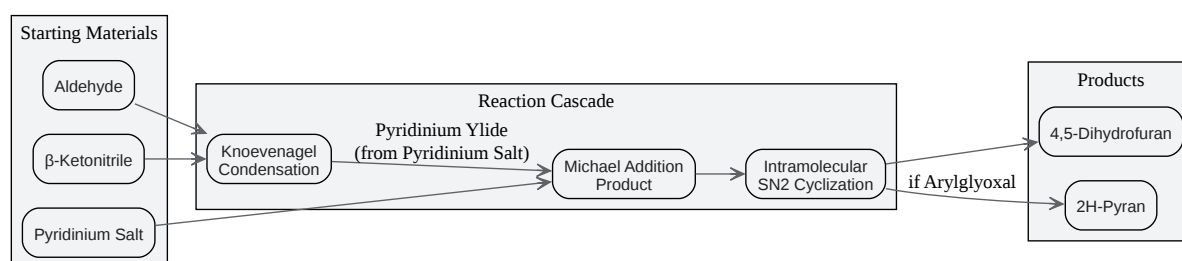 Starting Materials
Aldehyde
β-Ketonitrile
Pyridinium Salt
Reaction Cascade
Knoevenagel
Condensation
Pyridinium Ylide
(from Pyridinium Salt)
Michael Addition
Product
Intramolecular
SN2 Cyclization
if Arylglyoxal
Products
4,5-Dihydrofuran
2H-Pyran